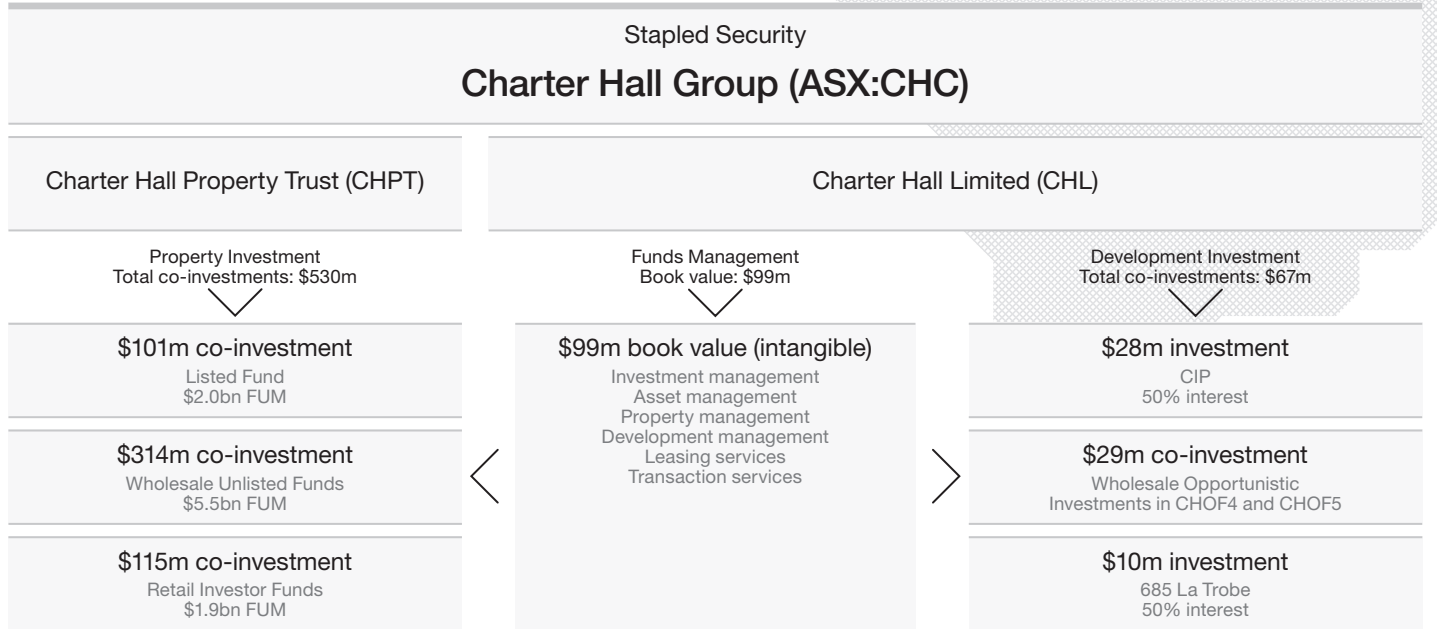 Stapled Security
Charter Hall Group (ASX:CHC)
Charter Hall Property Trust (CHPT)
Charter Hall Limited (CHL)
Property Investment
Total co-investments: $530m
$101m co-investment
Listed Fund
$2.0bn FUM
$314m co-investment
Wholesale Unlisted Funds
$5.5bn FUM
$115m co-investment
Retail Investor Funds
$1.9bn FUM
Funds Management
Book value: $99m
$99m book value (intangible)
Investment management
Asset management
Property management
Development management
Leasing services
Transaction services
Development Investment
Total co-investments: $67m
$28m investment
CIP
50% interest
$29m co-investment
Wholesale Opportunistic
Investments in CHOF4 and CHOF5
$10m investment
685 La Trobe
50% interest